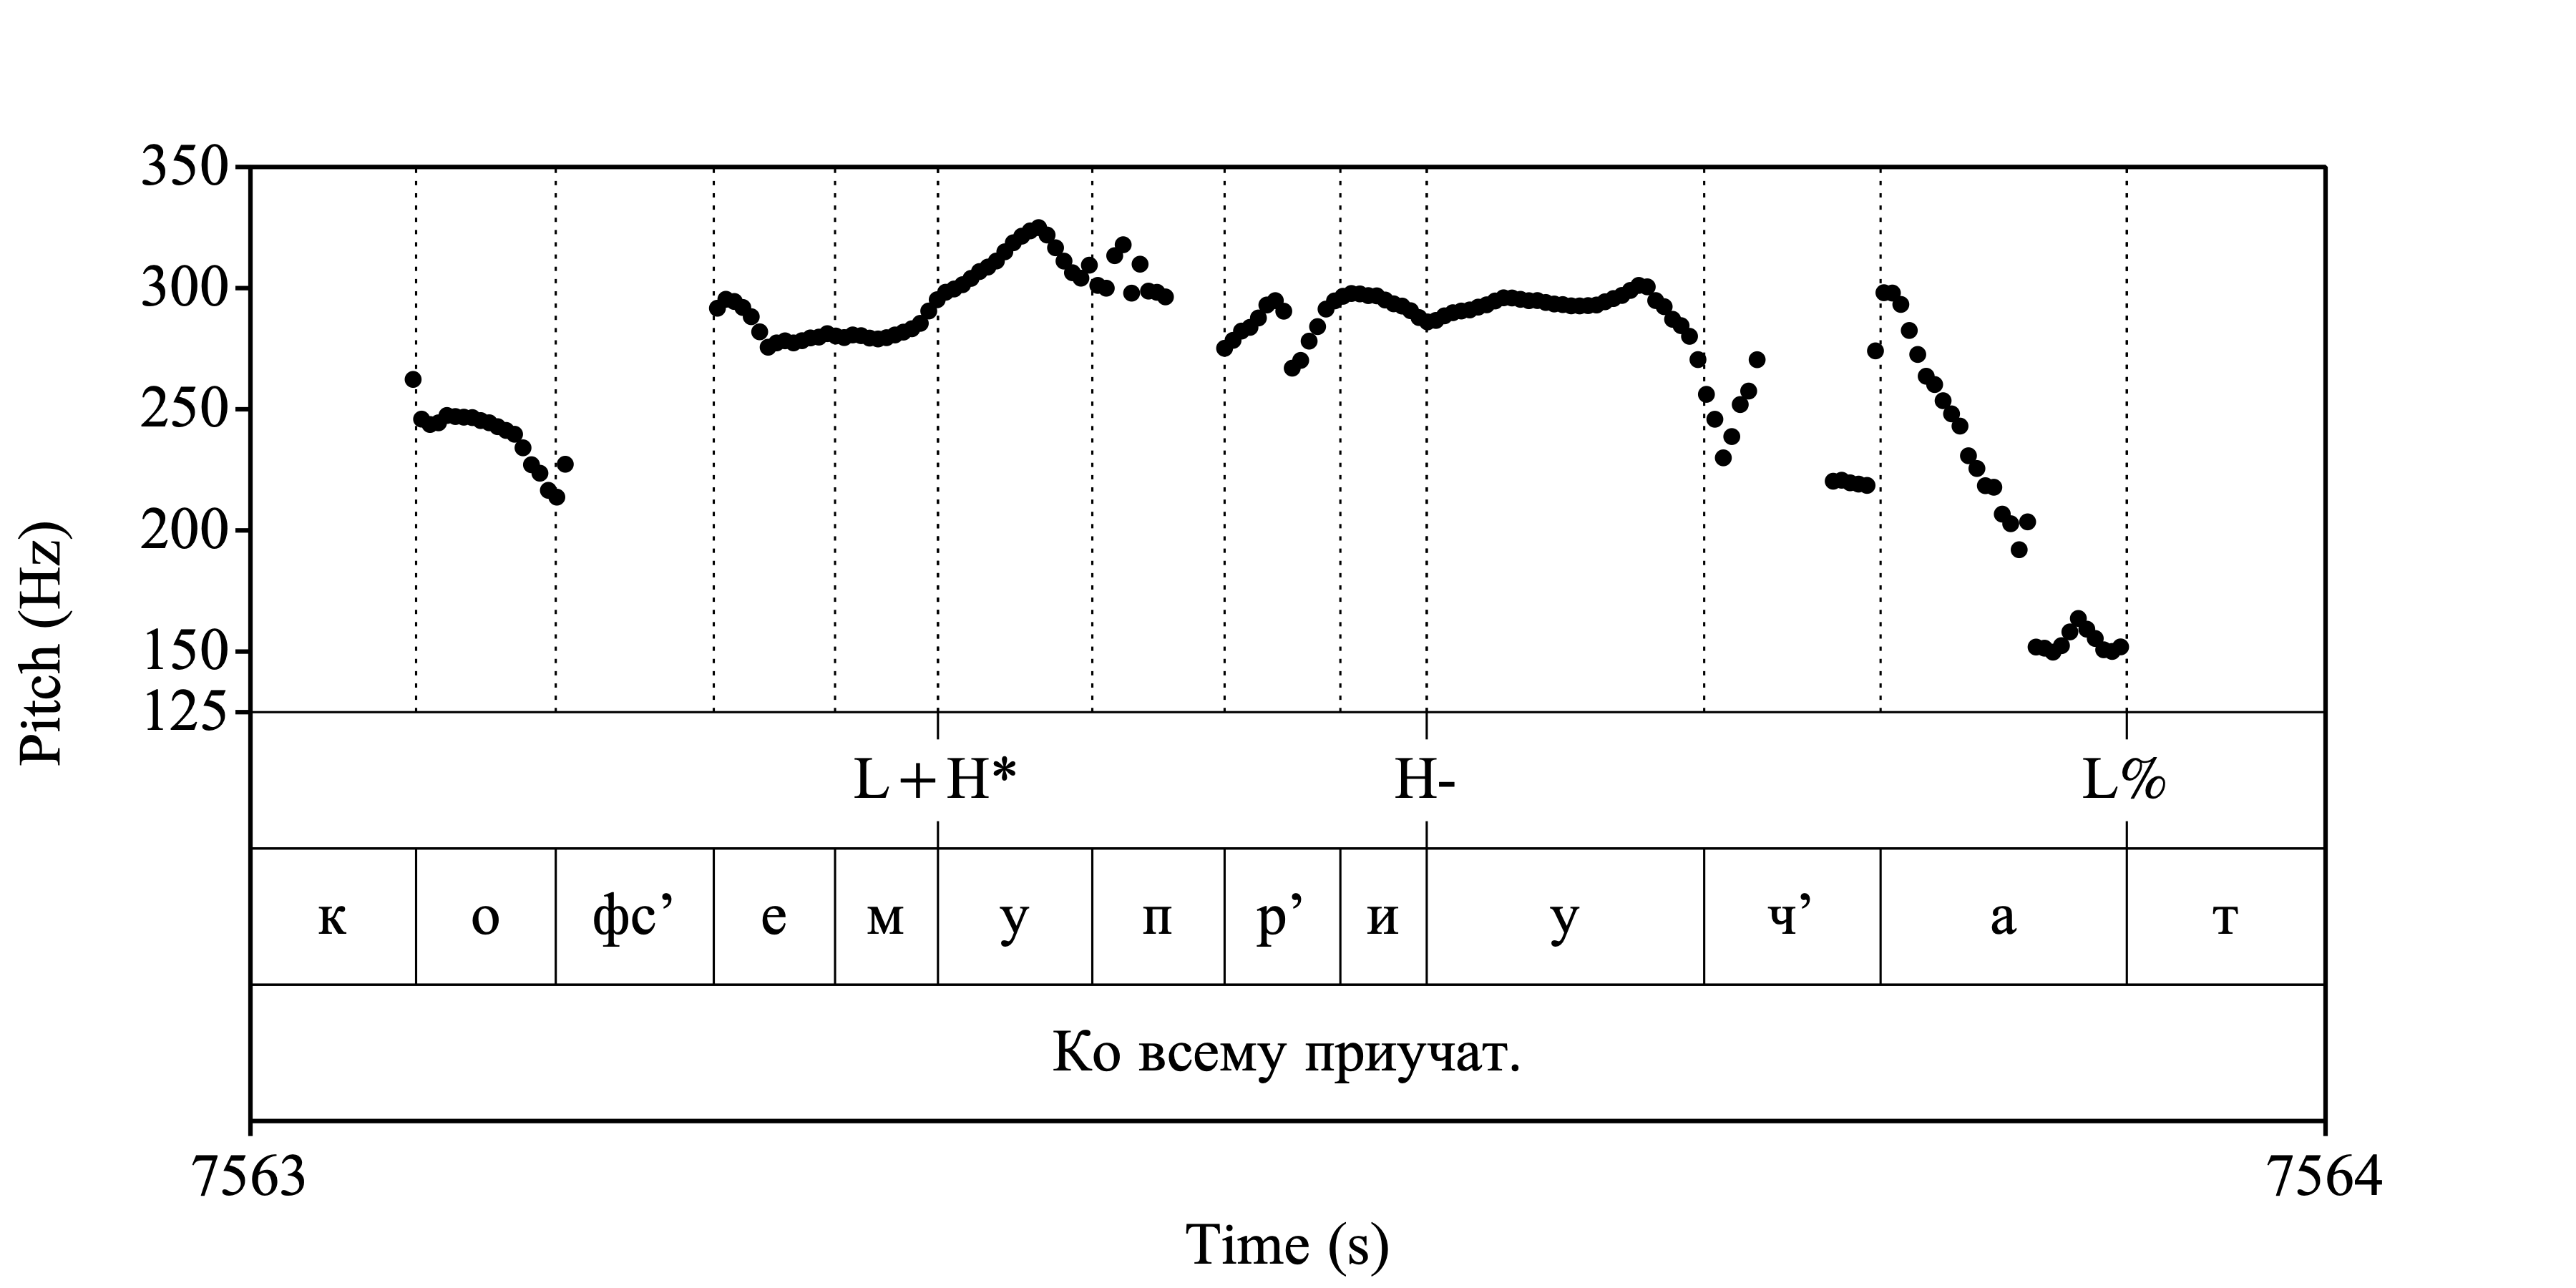 350
300
250
200
150
125
Pitch (Hz)
L+H* H- L%
к о фс’ е м у п р’ и у ч’ а т
Ко всему приучат.
7563 7564
Time (s)